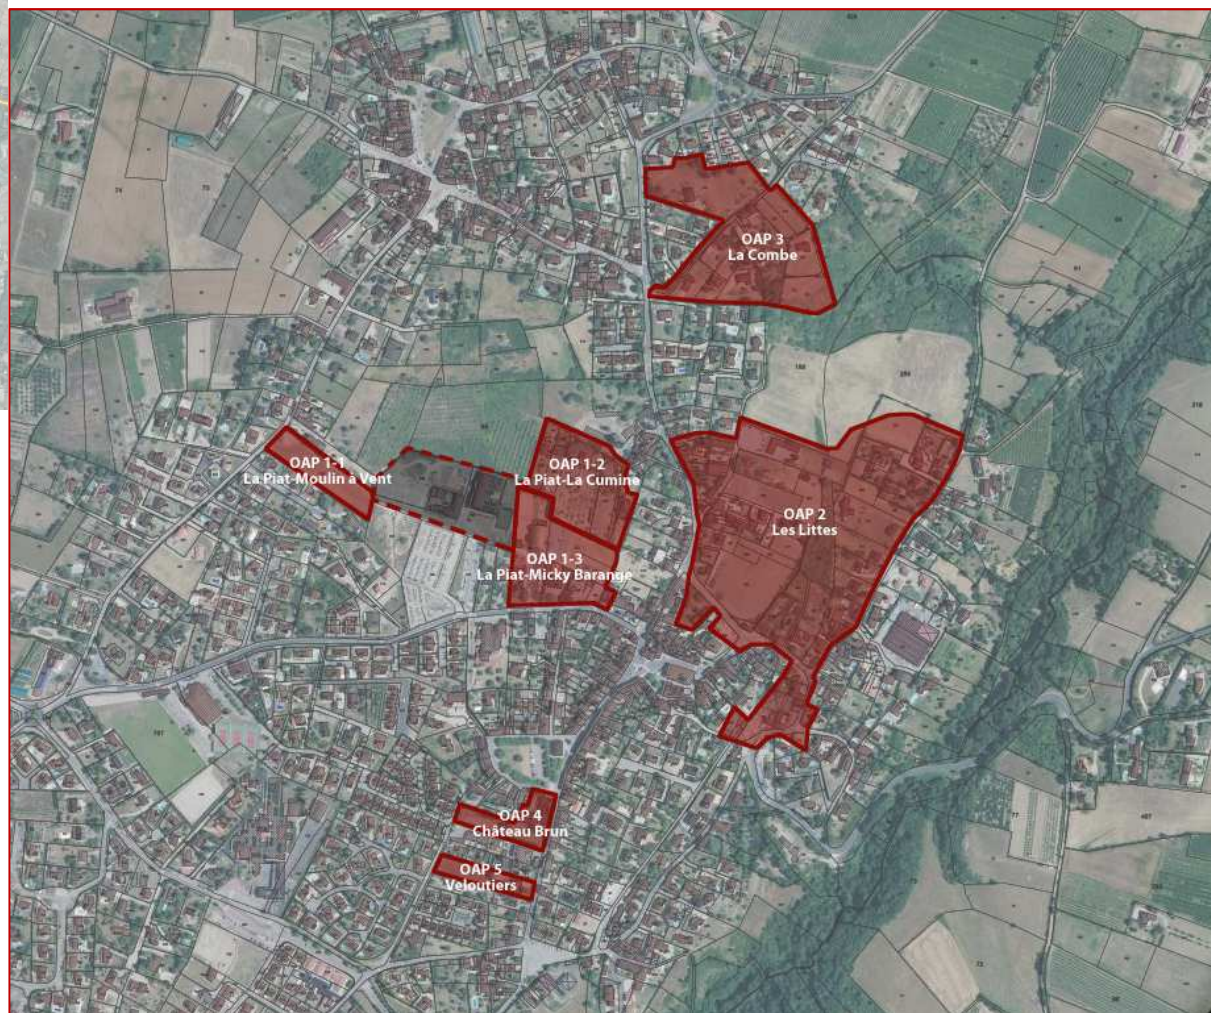 OAP 3
La Combe
OAP 1-1
La Piat-Moulin à Vent
OAP 1-2
La Piat-La Cumine
OAP 2
Les Littes
OAP 1-3
La Piat-Micky Barange
OAP 4
Château Brun
OAP 5
Veloutiers